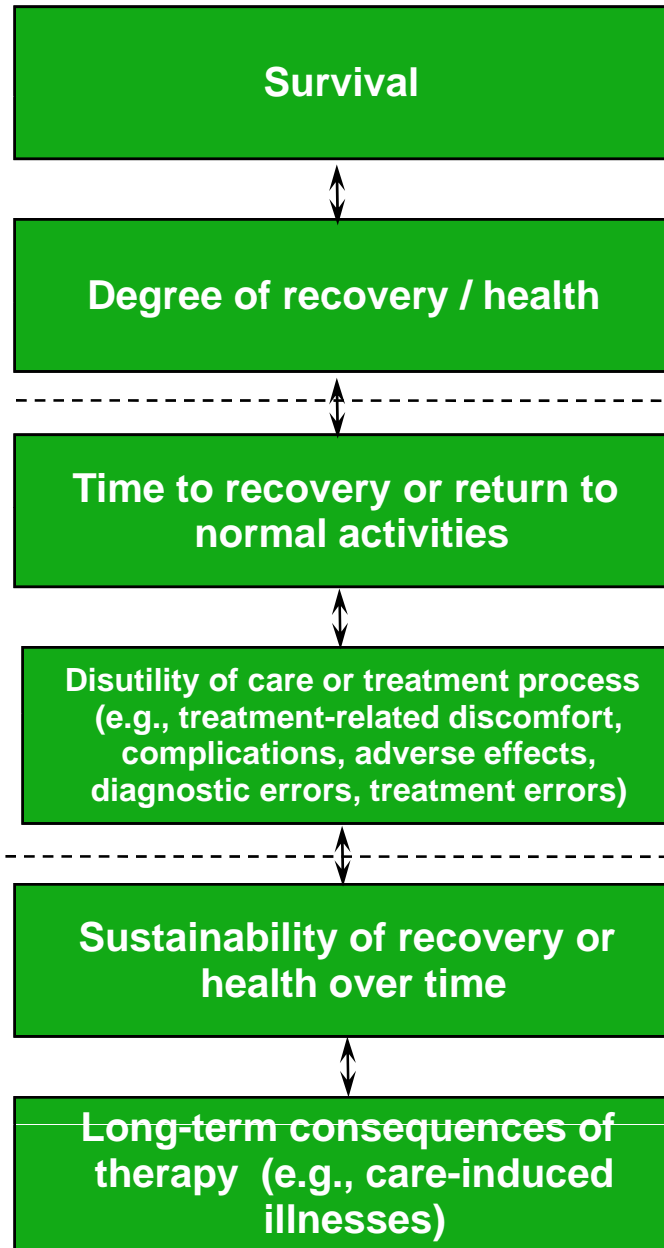 Survival
Degree of recovery / health
Time to recovery or return to
normal activities
Disutility of care or treatment process
(e.g., treatment-related discomfort,
complications, adverse effects,
diagnostic errors, treatment errors)
Sustainability of recovery or
health over time
Long-term consequences of
therapy (e.g., care-induced
illnesses)